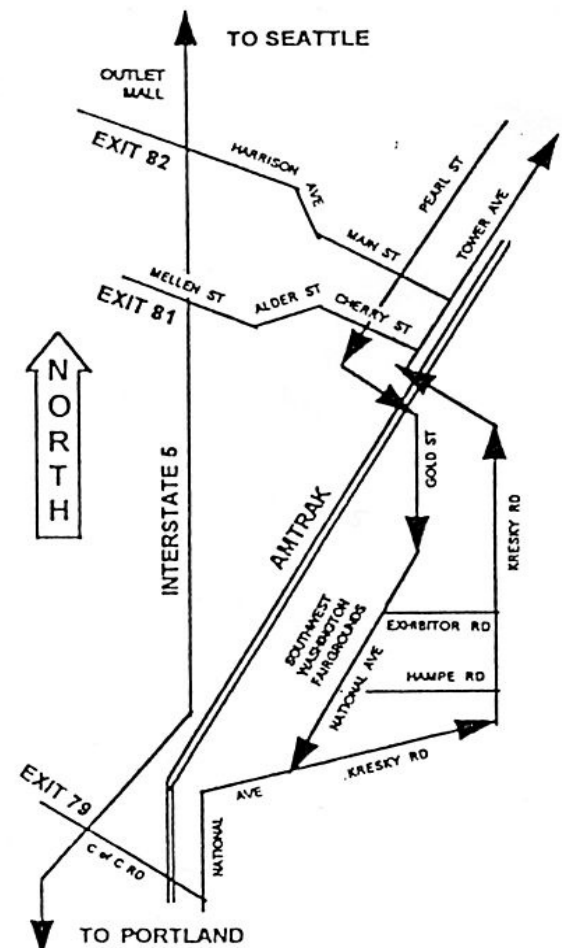 TO SEATTLE
OUTLET
MALL
EXIT 82
HARRISON
AVE
PEARL ST
TOWER AVE
MAIN ST
MELLEN ST
EXIT 81
ALDER ST
CHERRY ST
NORTH
INTERSTATE 5
AMTRAK
GOLD ST
KRESKY RD
SOUTHWEST
WASHINGTON
FAIRGROUNDS
NATIONAL AVE
EXHIBITOR RD
HAMPE RD
KRESKY RD
EXIT 79
C of C RD
NATIONAL
AVE
TO PORTLAND